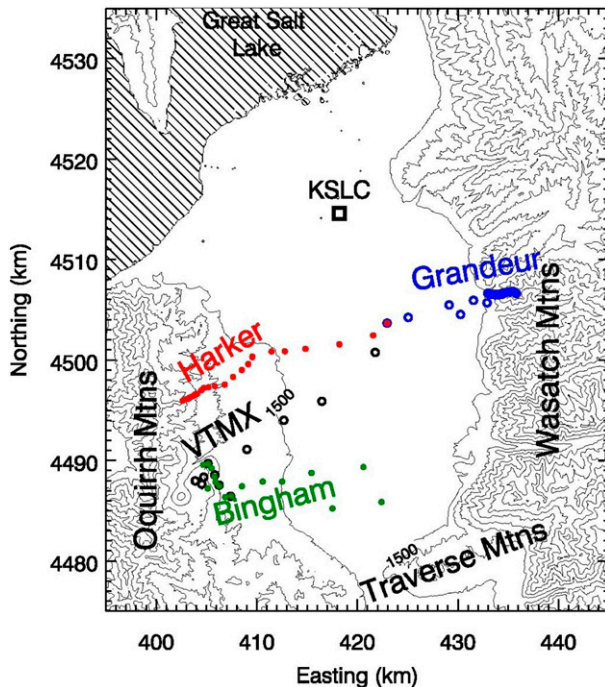 Great Salt
Lake
4530
4520
KSLC
4510
Grandeur
Northing (km)
Wasatch Mtns
Harker
4500
1500
VTMX
Oquirrh Mtns
4490
Bingham
1500
4480
Traverse Mtns
400 410 420 430 440
Easting (km)